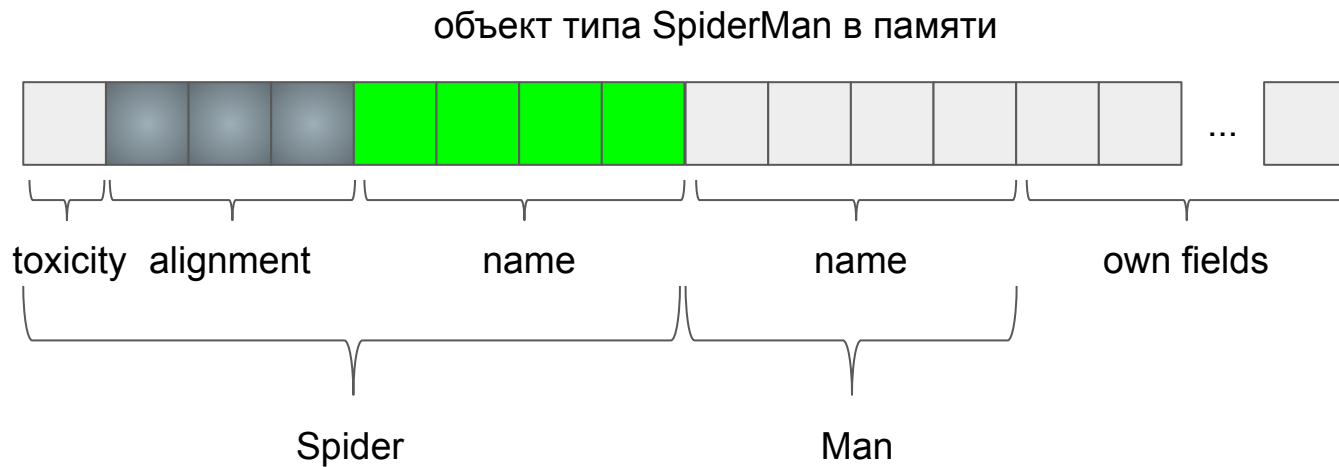 объект типа SpiderMan в памяти
...
toxicity alignment name name own fields
Spider Man